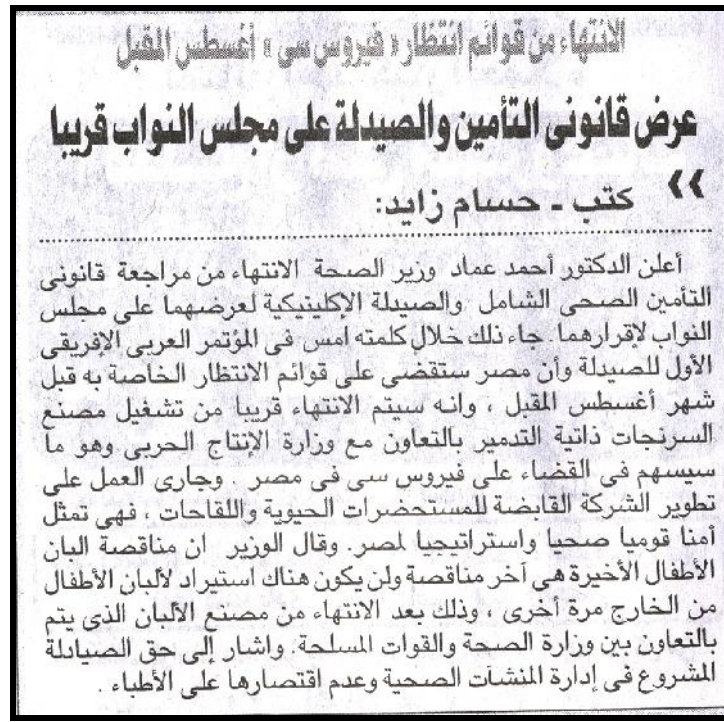 الانتهاء من قوائم انتظار « فيروس سى » أغسطس المقبل
عرض قانونى التأمين والصيدلة على مجلس النواب قريبا
‹‹ كتب ـ حسام زايد:
أعلن الدكتور أحمد عماد وزير الصحة الانتهاء من مراجعة قانونى
التأمين الصحى الشامل والصيدلة الإكلينيكية لعرضهما على مجلس
النواب لإقرارهما. جاء ذلك خلال كلمته امس فى المؤتمر العربى الإفريقى
الأول للصيدلة وأن مصر ستقضى على قوائم الانتظار الخاصة به قبل
شهر أغسطس المقبل ، وانه سيتم الانتهاء قريبا من تشغيل مصنع
السرنجات ذاتية التدمير بالتعاون مع وزارة الإنتاج الحربى وهو ما
سيسهم فى القضاء على فيروس سى فى مصر . وجارى العمل على
تطوير الشركة القابضة للمستحضرات الحيوية واللقاحات ، فهى تمثل
أمنا قوميا صحيا واستراتيجيا لمصر. وقال الوزير ان مناقصة البان
الأطفال الأخيرة هى آخر مناقصة ولن يكون هناك استيراد لألبان الأطفال
من الخارج مرة أخرى ، وذلك بعد الانتهاء من مصنع الألبان الذى يتم
بالتعاون بين وزارة الصحة والقوات المسلحة. واشار إلى حق الصيادلة
المشروع فى إدارة المنشات الصحية وعدم اقتصارها على الأطباء .